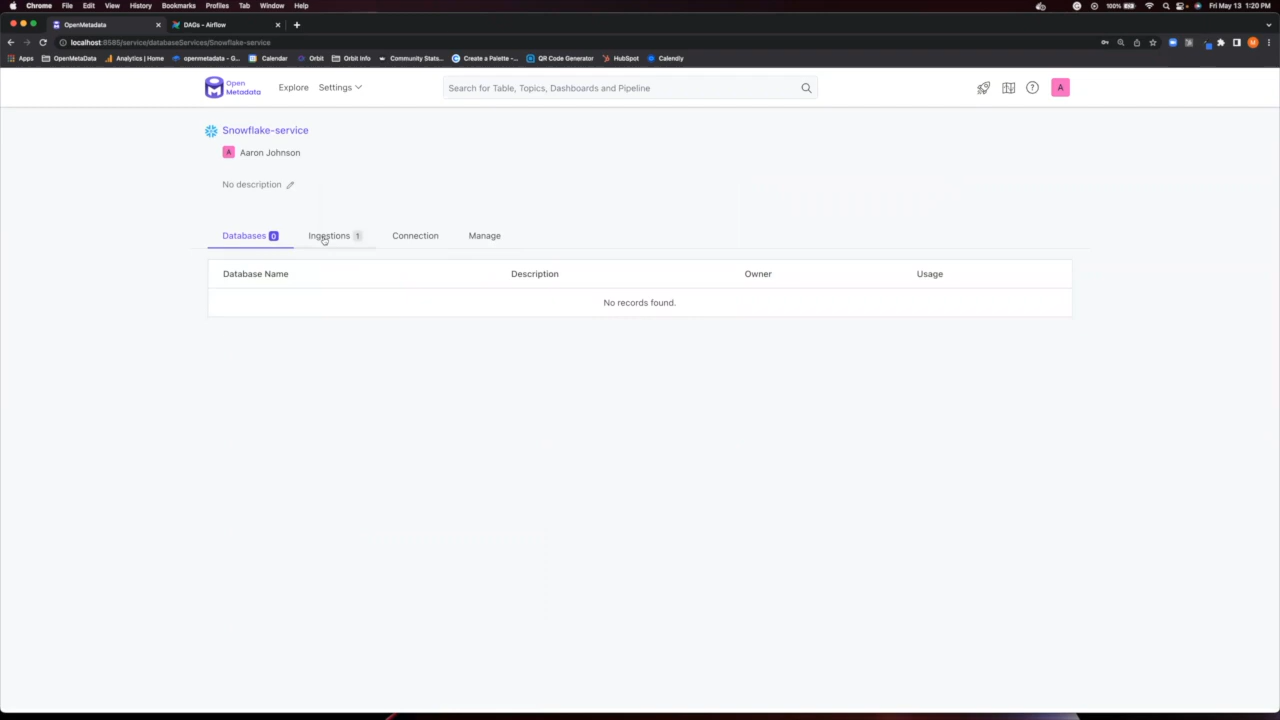 Chrome File Edit View History Bookmarks Profiles Tab Window Help 100% Fri May 13 1:20 PM
OpenMetadata DAGs - Airflow
localhost:8585/service/databaseServices/Snowflake-service
Apps OpenMetaData Analytics | Home openmetadata - G... Calendar Orbit Orbit Info Community Stats... Create a Palette -... QR Code Generator HubSpot Calendly
Open Metadata Explore Settings Search for Table, Topics, Dashboards and Pipeline A
Snowflake-service
A Aaron Johnson
No description
Databases 0 Ingestions 1 Connection Manage
Database Name Description Owner Usage
No records found.